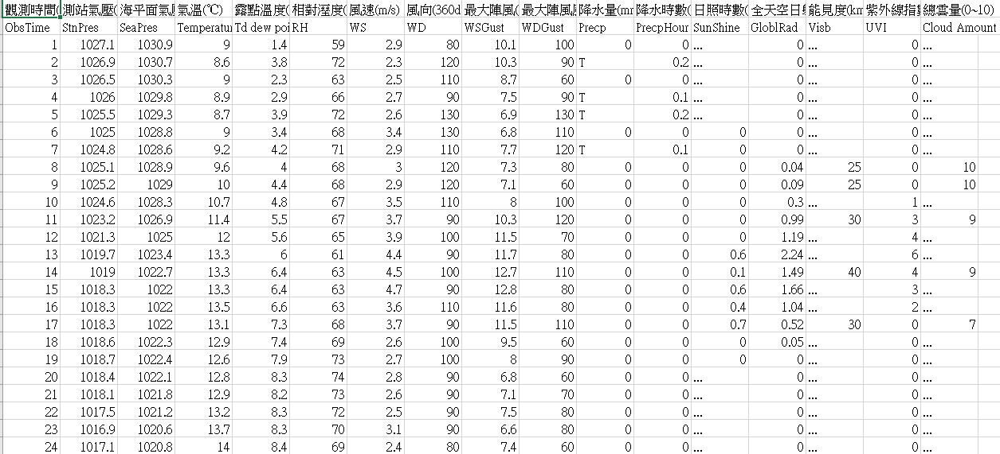 觀測時間( 測站氣壓( 海平面氣壓 氣溫(℃) 露點溫度( 相對溼度( 風速(m/s) 風向(360d 最大陣風( 最大陣風風 降水量(mm 降水時數( 日照時數( 全天空日射 能見度(km 紫外線指數 總雲量(0~10)
ObsTime StnPres SeaPres Temperatu Td dew poi RH WS WD WSGust WDGust Precp PrecpHour SunShine GloblRad Visb UVI Cloud Amount
1 1027.1 1030.9 9 1.4 59 2.9 80 10.1 100 0 0 ... 0 ... 0 ...
2 1026.9 1030.7 8.6 3.8 72 2.3 120 10.3 90 T 0.2 ... 0 ... 0 ...
3 1026.5 1030.3 9 2.3 63 2.5 110 8.7 60 0 0 ... 0 ... 0 ...
4 1026 1029.8 8.9 2.9 66 2.7 90 7.5 90 T 0.1 ... 0 ... 0 ...
5 1025.5 1029.3 8.7 3.9 72 2.6 130 6.9 130 T 0.2 ... 0 ... 0 ...
6 1025 1028.8 9 3.4 68 3.4 130 6.8 110 0 0 0 0 ... 0 ...
7 1024.8 1028.6 9.2 4.2 71 2.9 110 7.7 120 T 0.1 0 0 ... 0 ...
8 1025.1 1028.9 9.6 4 68 3 120 7.3 80 0 0 0 0.04 25 0 10
9 1025.2 1029 10 4.4 68 2.9 120 7.1 60 0 0 0 0.09 25 0 10
10 1024.6 1028.3 10.7 4.8 67 3.5 110 8 100 0 0 0 0.3 ... 1 ...
11 1023.2 1026.9 11.4 5.5 67 3.7 90 10.3 120 0 0 0 0.99 30 3 9
12 1021.3 1025 12 5.6 65 3.9 100 11.5 70 0 0 0 1.19 ... 4 ...
13 1019.7 1023.4 13.3 6 61 4.4 90 11.7 80 0 0 0.6 2.24 ... 6 ...
14 1019 1022.7 13.3 6.4 63 4.5 100 12.7 110 0 0 0.1 1.49 40 4 9
15 1018.3 1022 13.3 6.4 63 4.7 90 12.8 80 0 0 0.6 1.66 ... 3 ...
16 1018.3 1022 13.5 6.6 63 3.6 110 11.6 80 0 0 0.4 1.04 ... 2 ...
17 1018.3 1022 13.1 7.3 68 3.7 90 11.5 110 0 0 0.7 0.52 30 0 7
18 1018.6 1022.3 12.9 7.4 69 2.6 100 9.5 60 0 0 0 0.05 ... 0 ...
19 1018.7 1022.4 12.6 7.9 73 2.7 100 8 90 0 0 0 0 ... 0 ...
20 1018.4 1022.1 12.8 8.3 74 2.8 90 6.8 60 0 0 ... 0 ... 0 ...
21 1018.1 1021.8 12.9 8.2 73 2.6 90 7.1 70 0 0 ... 0 ... 0 ...
22 1017.5 1021.2 13.2 8.3 72 2.5 90 7.5 80 0 0 ... 0 ... 0 ...
23 1016.9 1020.6 13.7 8.3 70 3.1 90 6.6 80 0 0 ... 0 ... 0 ...
24 1017.1 1020.8 14 8.4 69 2.4 80 7.4 60 0 0 ... 0 ... 0 ...